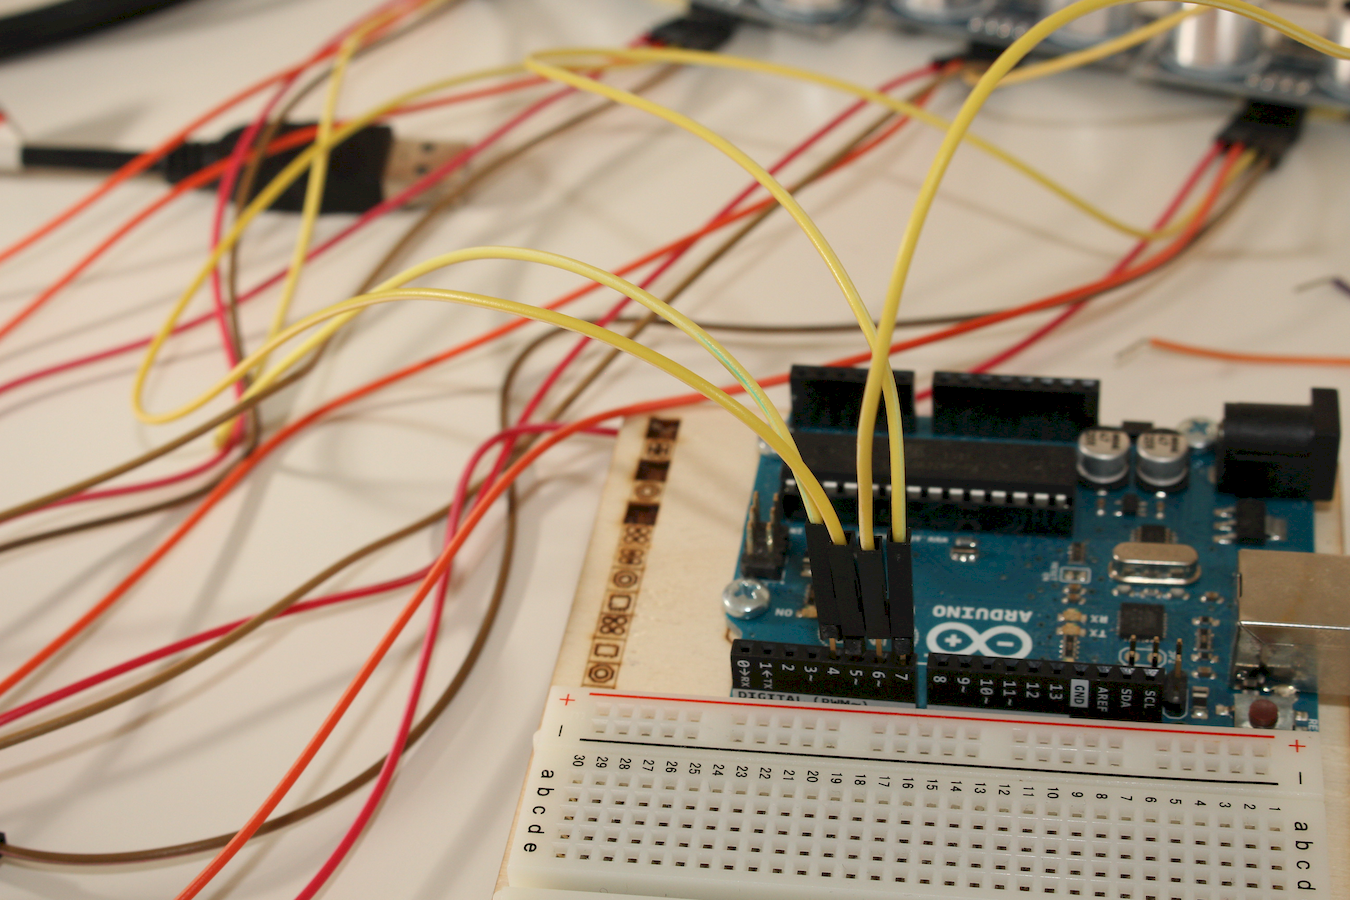 ARDUINO
ON
RX
TX
0→RX 1←TX 2 3~ 4 5~ 6~ 7 8 9~ 10~ 11~ 12 13 GND AREF SDA SCL
DIGITAL (PWM~)
+ +
− −
30 29 28 27 26 25 24 23 22 21 20 19 18 17 16 15 14 13 12 11 10 9 8 7 6 5 4 3 2 1
a a
b b
c c
d d
e